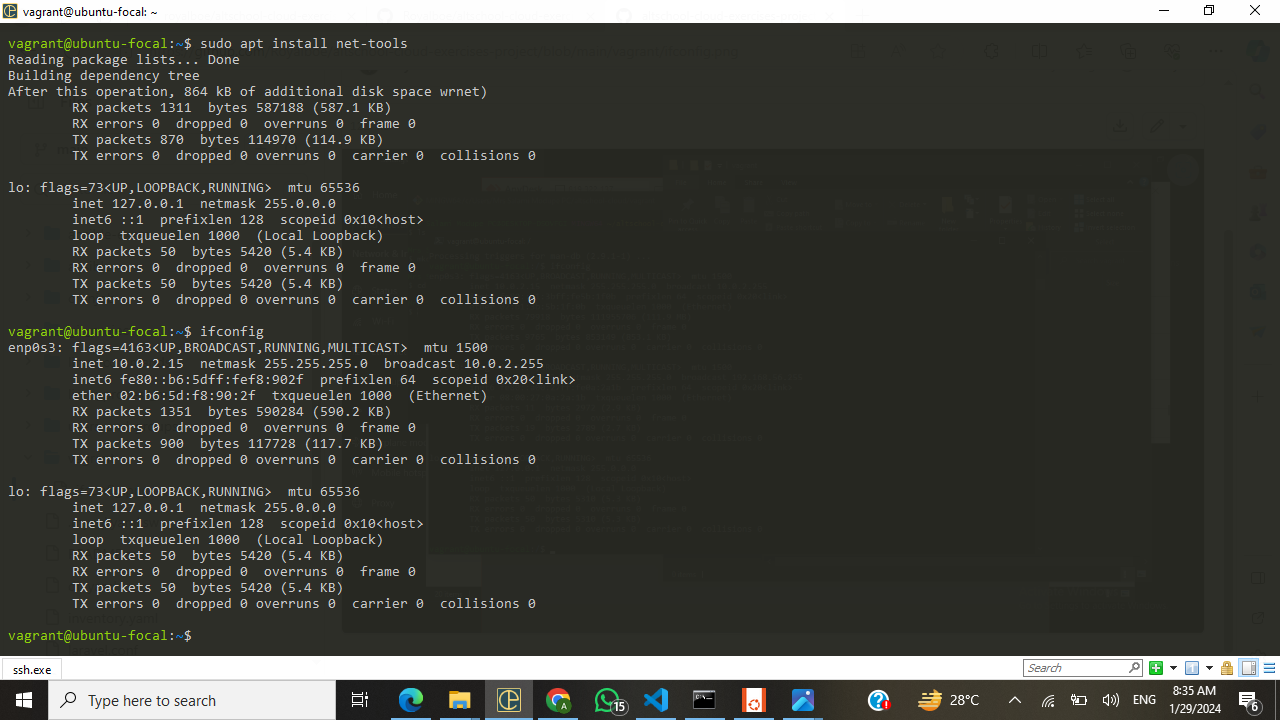 vagrant@ubuntu-focal: ~
vagrant@ubuntu-focal:~$ sudo apt install net-tools
Reading package lists... Done
Building dependency tree
After this operation, 864 kB of additional disk space wrnet)
        RX packets 1311  bytes 587188 (587.1 KB)
        RX errors 0  dropped 0  overruns 0  frame 0
        TX packets 870  bytes 114970 (114.9 KB)
        TX errors 0  dropped 0 overruns 0  carrier 0  collisions 0
lo: flags=73<UP,LOOPBACK,RUNNING>  mtu 65536
        inet 127.0.0.1  netmask 255.0.0.0
        inet6 ::1  prefixlen 128  scopeid 0x10<host>
        loop  txqueuelen 1000  (Local Loopback)
        RX packets 50  bytes 5420 (5.4 KB)
        RX errors 0  dropped 0  overruns 0  frame 0
        TX packets 50  bytes 5420 (5.4 KB)
        TX errors 0  dropped 0 overruns 0  carrier 0  collisions 0
vagrant@ubuntu-focal:~$ ifconfig
enp0s3: flags=4163<UP,BROADCAST,RUNNING,MULTICAST>  mtu 1500
        inet 10.0.2.15  netmask 255.255.255.0  broadcast 10.0.2.255
        inet6 fe80::b6:5dff:fef8:902f  prefixlen 64  scopeid 0x20<link>
        ether 02:b6:5d:f8:90:2f  txqueuelen 1000  (Ethernet)
        RX packets 1351  bytes 590284 (590.2 KB)
        RX errors 0  dropped 0  overruns 0  frame 0
        TX packets 900  bytes 117728 (117.7 KB)
        TX errors 0  dropped 0 overruns 0  carrier 0  collisions 0
lo: flags=73<UP,LOOPBACK,RUNNING>  mtu 65536
        inet 127.0.0.1  netmask 255.0.0.0
        inet6 ::1  prefixlen 128  scopeid 0x10<host>
        loop  txqueuelen 1000  (Local Loopback)
        RX packets 50  bytes 5420 (5.4 KB)
        RX errors 0  dropped 0  overruns 0  frame 0
        TX packets 50  bytes 5420 (5.4 KB)
        TX errors 0  dropped 0 overruns 0  carrier 0  collisions 0
vagrant@ubuntu-focal:~$
ssh.exe
Search
Type here to search
15
28°C
ENG
8:35 AM
1/29/2024
6